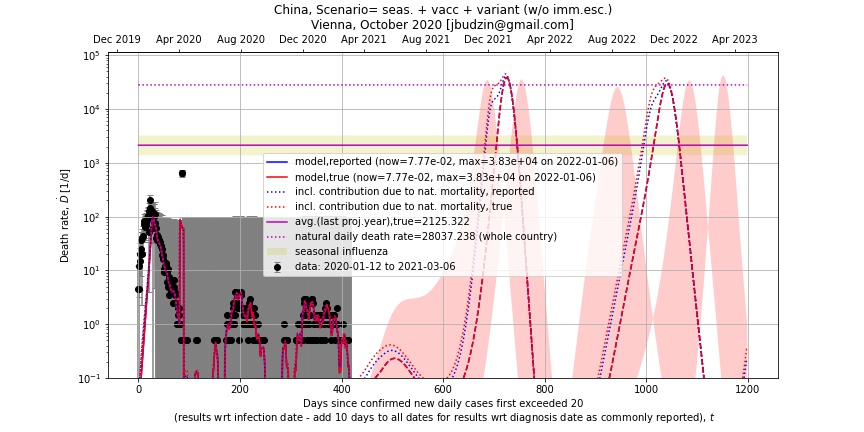 China, Scenario= seas. + vacc + variant (w/o imm.esc.)
Vienna, October 2020 [jbudzin@gmail.com]
Dec 2019 Apr 2020 Aug 2020 Dec 2020 Apr 2021 Aug 2021 Dec 2021 Apr 2022 Aug 2022 Dec 2022 Apr 2023
10⁵
10⁴
10³
10²
10¹
10⁰
10⁻¹
Death rate, Ḋ [1/d]
model,reported (now=7.77e-02, max=3.83e+04 on 2022-01-06)
model,true (now=7.77e-02, max=3.83e+04 on 2022-01-06)
incl. contribution due to nat. mortality, reported
incl. contribution due to nat. mortality, true
avg.(last proj.year),true=2125.322
natural daily death rate=28037.238 (whole country)
seasonal influenza
data: 2020-01-12 to 2021-03-06
0 200 400 600 800 1000 1200
Days since confirmed new daily cases first exceeded 20
(results wrt infection date - add 10 days to all dates for results wrt diagnosis date as commonly reported), t